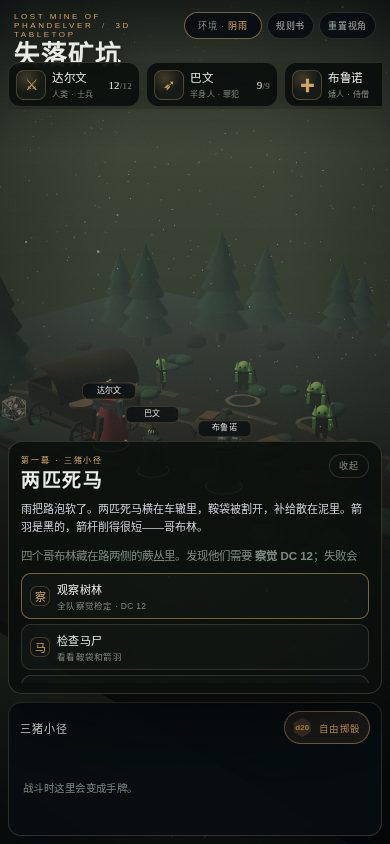 LOST MINE OF
PHANDELVER / 3D
TABLETOP
失落矿坑
环境 · 阴雨
规则书
重置视角
达尔文
人类 · 士兵
12/12
巴文
半身人 · 罪犯
9/9
布鲁诺
矮人 · 侍僧
达尔文
巴文
布鲁诺
第一幕 · 三猪小径
两匹死马
收起
雨把路泡软了。两匹死马横在车辙里，鞍袋被割开，补给散在泥里。箭
羽是黑的，箭杆削得很短——哥布林。
四个哥布林藏在路两侧的蕨丛里。发现他们需要 察觉 DC 12；失败会
察
观察树林
全队察觉检定 · DC 12
马
检查马尸
看看鞍袋和箭羽
三猪小径
d20
自由掷骰
战斗时这里会变成手牌。